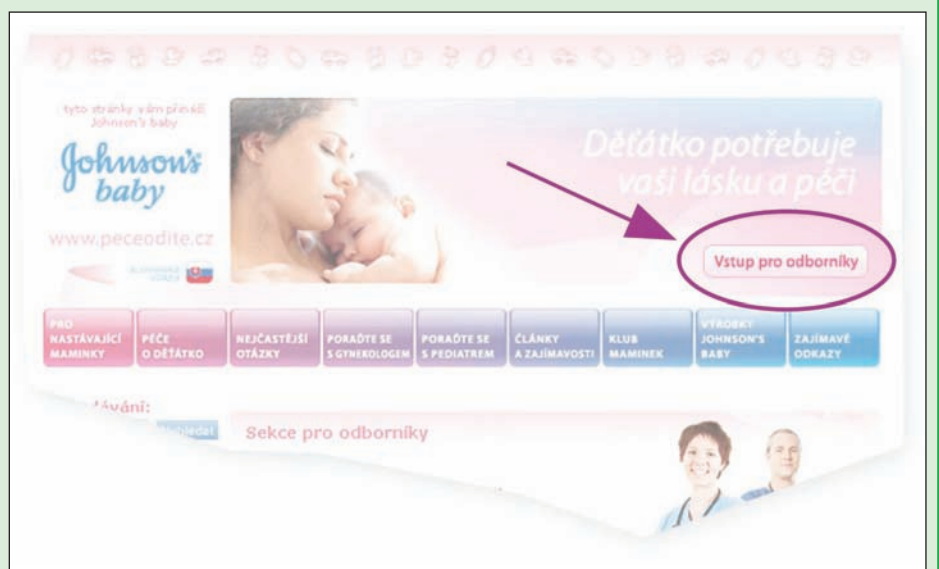 tyto stránky vám přináší
Johnson's baby
Johnson's
baby
www.peceodite.cz
Děťátko potřebuje
vaši lásku a péči
Vstup pro odborníky
PRO
NASTÁVAJÍCÍ
MAMINKY
PÉČE
O DĚŤÁTKO
NEJČASTĚJŠÍ
OTÁZKY
PORAĎTE SE
S GYNEKOLOGEM
PORAĎTE SE
S PEDIATREM
ČLÁNKY
A ZAJÍMAVOSTI
KLUB
MAMINEK
VÝROBKY
JOHNSON'S
BABY
ZAJÍMAVÉ
ODKAZY
Sekce pro odborníky